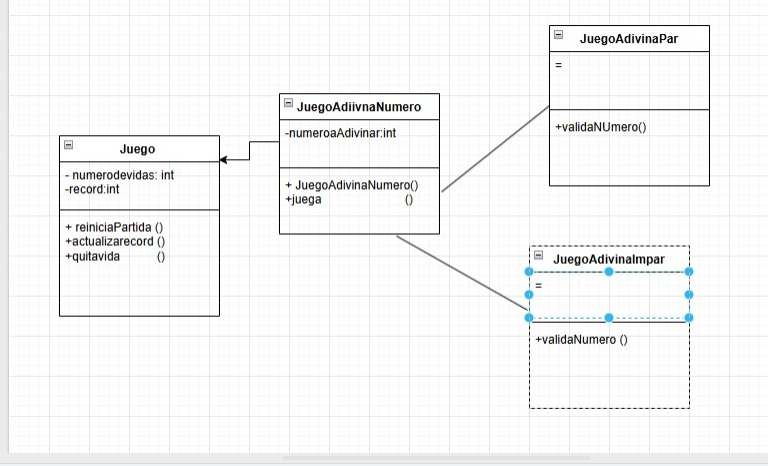 JuegoAdivinaPar
=
+validaNUmero()
JuegoAdiivnaNumero
-numeroaAdivinar:int
+ JuegoAdivinaNumero()
+juega ()
Juego
- numerodevidas: int
-record:int
+ reiniciaPartida ()
+actualizarecord ()
+quitavida ()
JuegoAdivinaImpar
=
+validaNumero ()